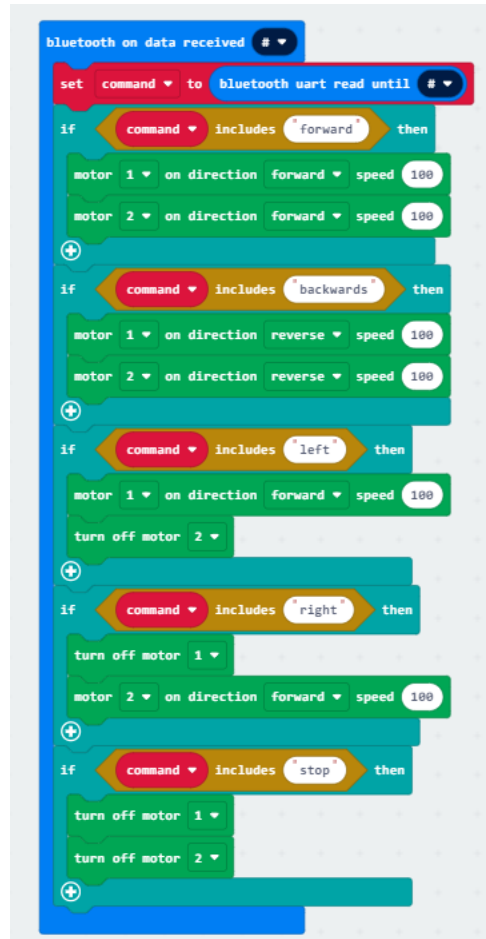 bluetooth on data received #
set command to bluetooth uart read until #
if command includes "forward" then
motor 1 on direction forward speed 100
motor 2 on direction forward speed 100
if command includes "backwards" then
motor 1 on direction reverse speed 100
motor 2 on direction reverse speed 100
if command includes "left" then
motor 1 on direction forward speed 100
turn off motor 2
if command includes "right" then
turn off motor 1
motor 2 on direction forward speed 100
if command includes "stop" then
turn off motor 1
turn off motor 2